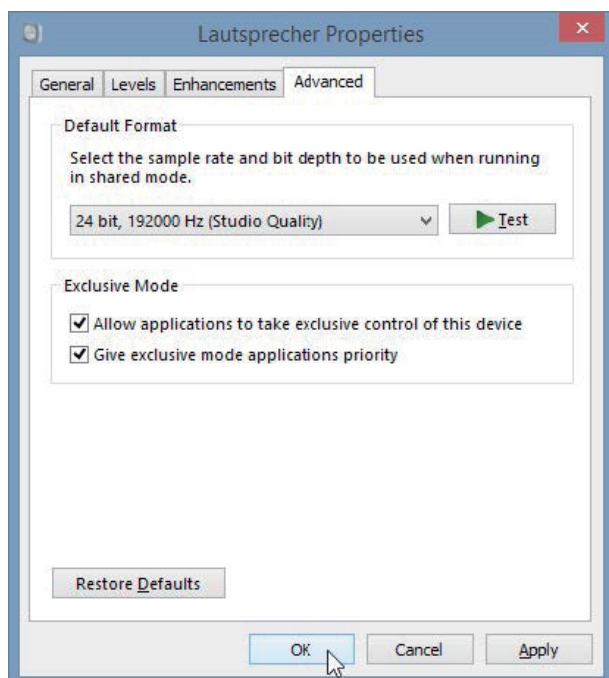 Lautsprecher Properties
General Levels Enhancements Advanced
Default Format
Select the sample rate and bit depth to be used when running
in shared mode.
24 bit, 192000 Hz (Studio Quality) Test
Exclusive Mode
Allow applications to take exclusive control of this device
Give exclusive mode applications priority
Restore Defaults
OK Cancel Apply